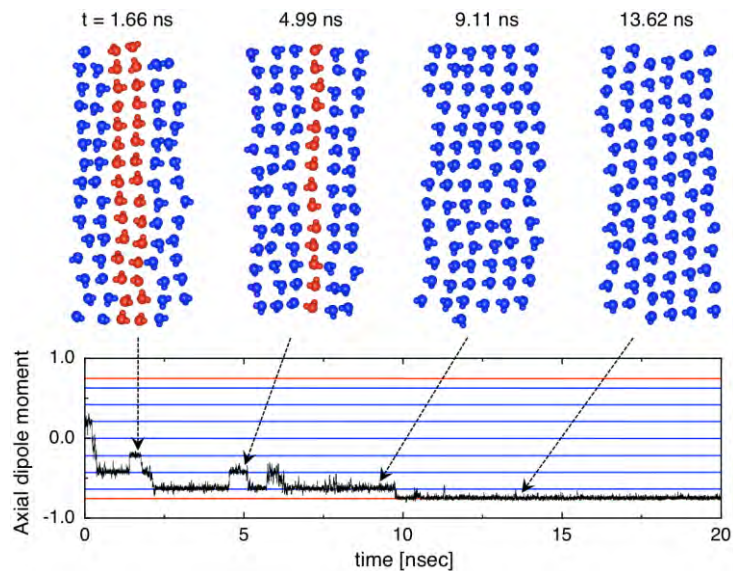 t = 1.66 ns 4.99 ns 9.11 ns 13.62 ns
1.0
0.0
-1.0
Axial dipole moment
0 5 10 15 20
time [nsec]